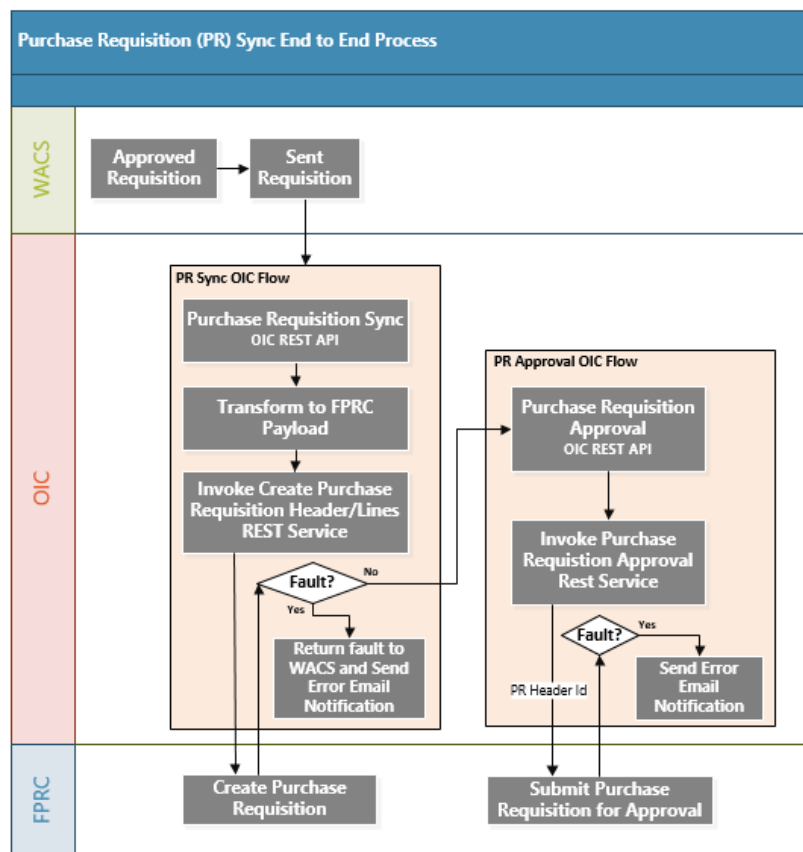 Purchase Requisition (PR) Sync End to End Process
WACS
Approved
Requisition
Sent
Requisition
OIC
PR Sync OIC Flow
Purchase Requisition Sync
OIC REST API
Transform to FPRC
Payload
Invoke Create Purchase
Requisition Header/Lines
REST Service
Fault?
No
Yes
Return fault to
WACS and Send
Error Email
Notification
PR Approval OIC Flow
Purchase Requisition
Approval
OIC REST API
Invoke Purchase
Requistion Approval
Rest Service
Fault?
Yes
Send Error
Email
Notification
PR Header Id
FPRC
Create Purchase
Requisition
Submit Purchase
Requisition for Approval